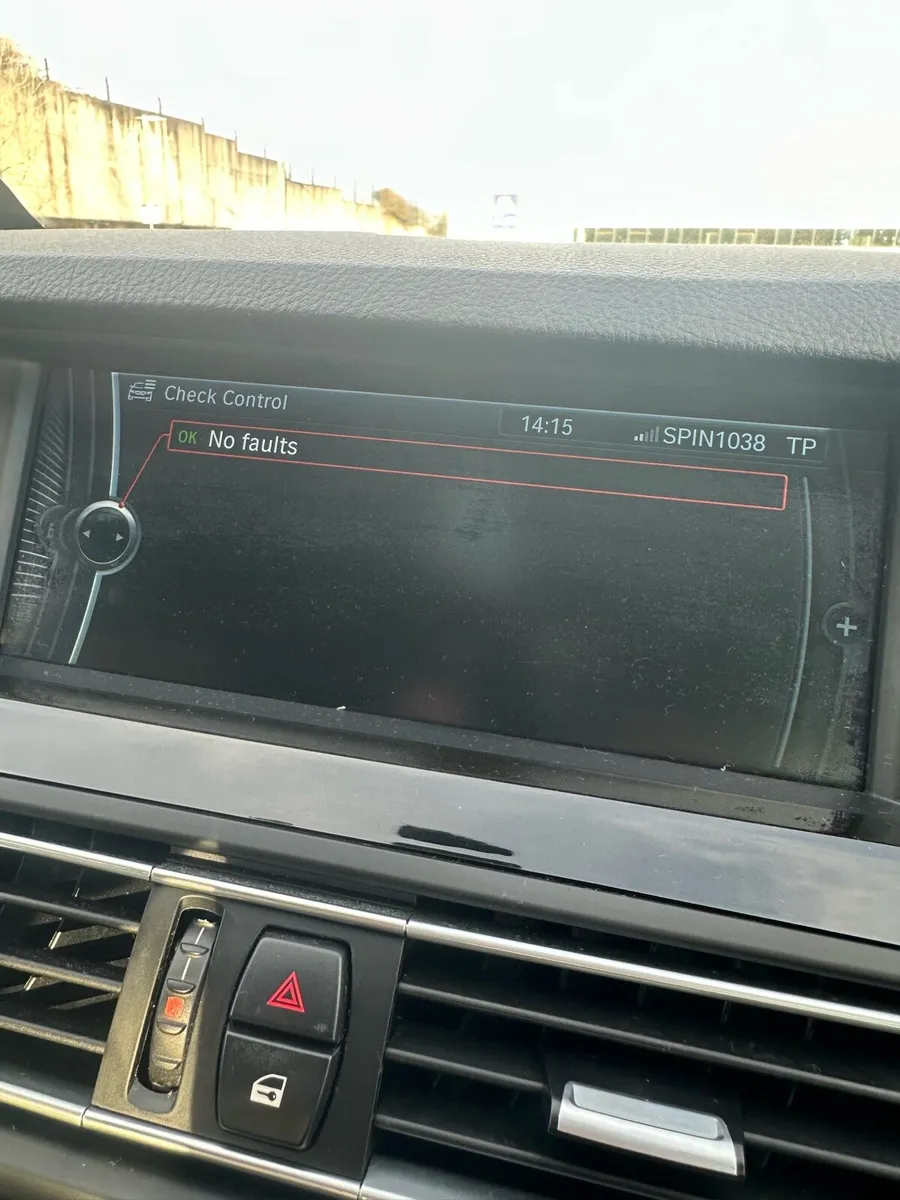 Check Control
14:15 SPIN1038 TP
OK No faults